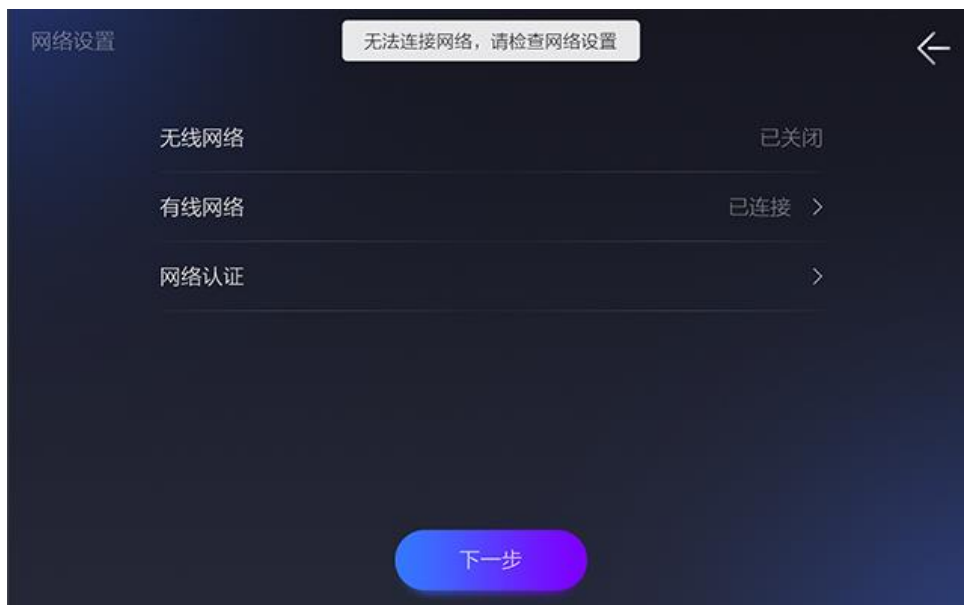 网络设置
无法连接网络，请检查网络设置
无线网络 已关闭
有线网络 已连接
网络认证
下一步